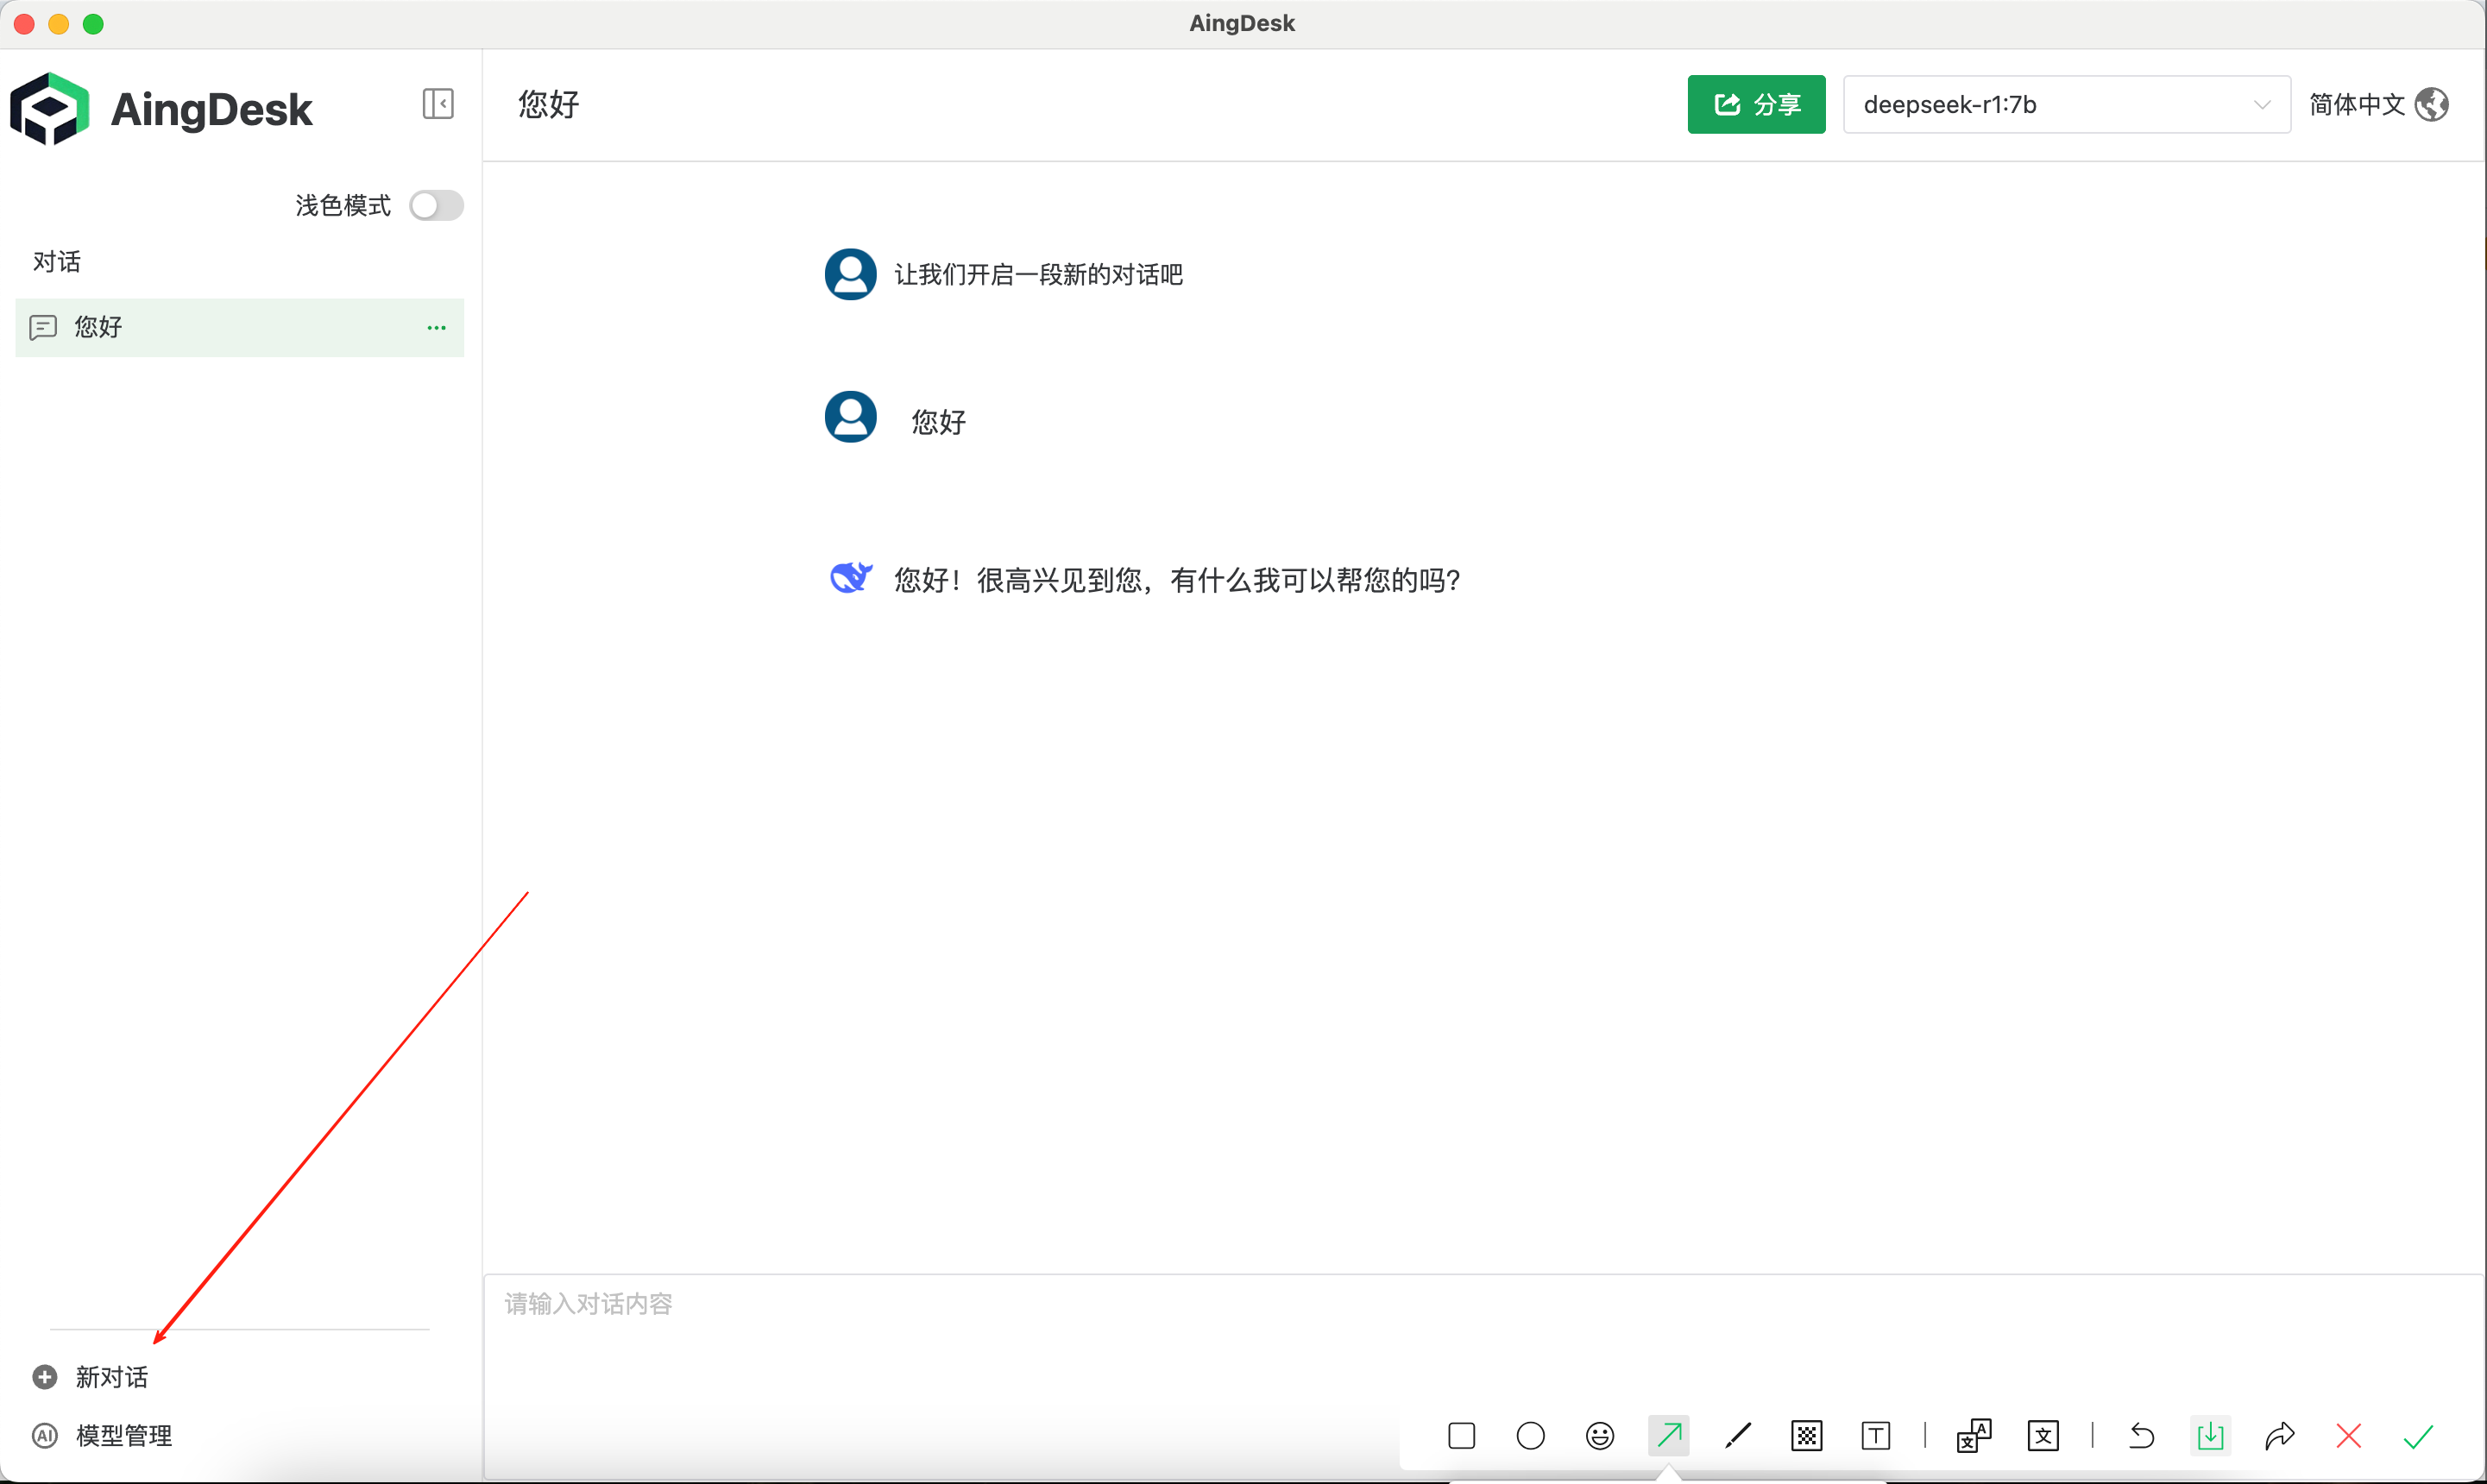 AingDesk
AingDesk
浅色模式
对话
您好
新对话
AI 模型管理
您好
分享
deepseek-r1:7b
简体中文
让我们开启一段新的对话吧
您好
您好！很高兴见到您，有什么我可以帮您的吗?
请输入对话内容
T
文 A
文